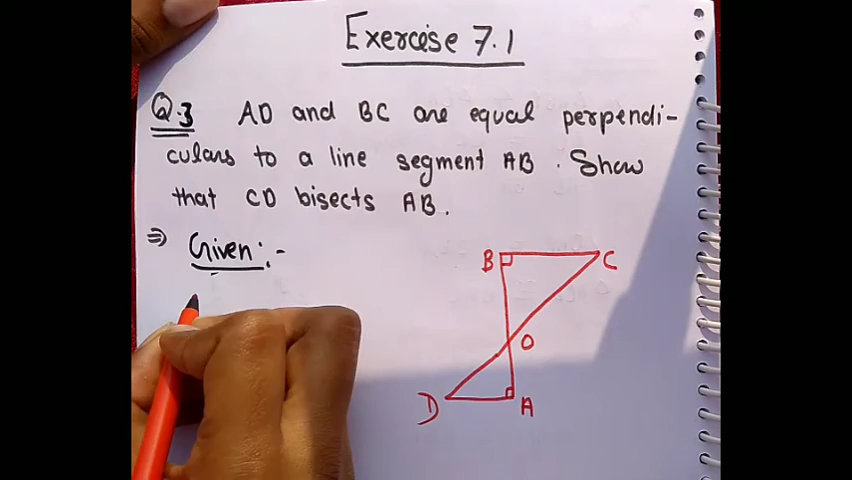 Exercise 7.1
Q.3 AD and BC are equal perpendi-
culars to a line segment AB. Show
that CD bisects AB.
⇒ Given:-
B
C
O
D
A